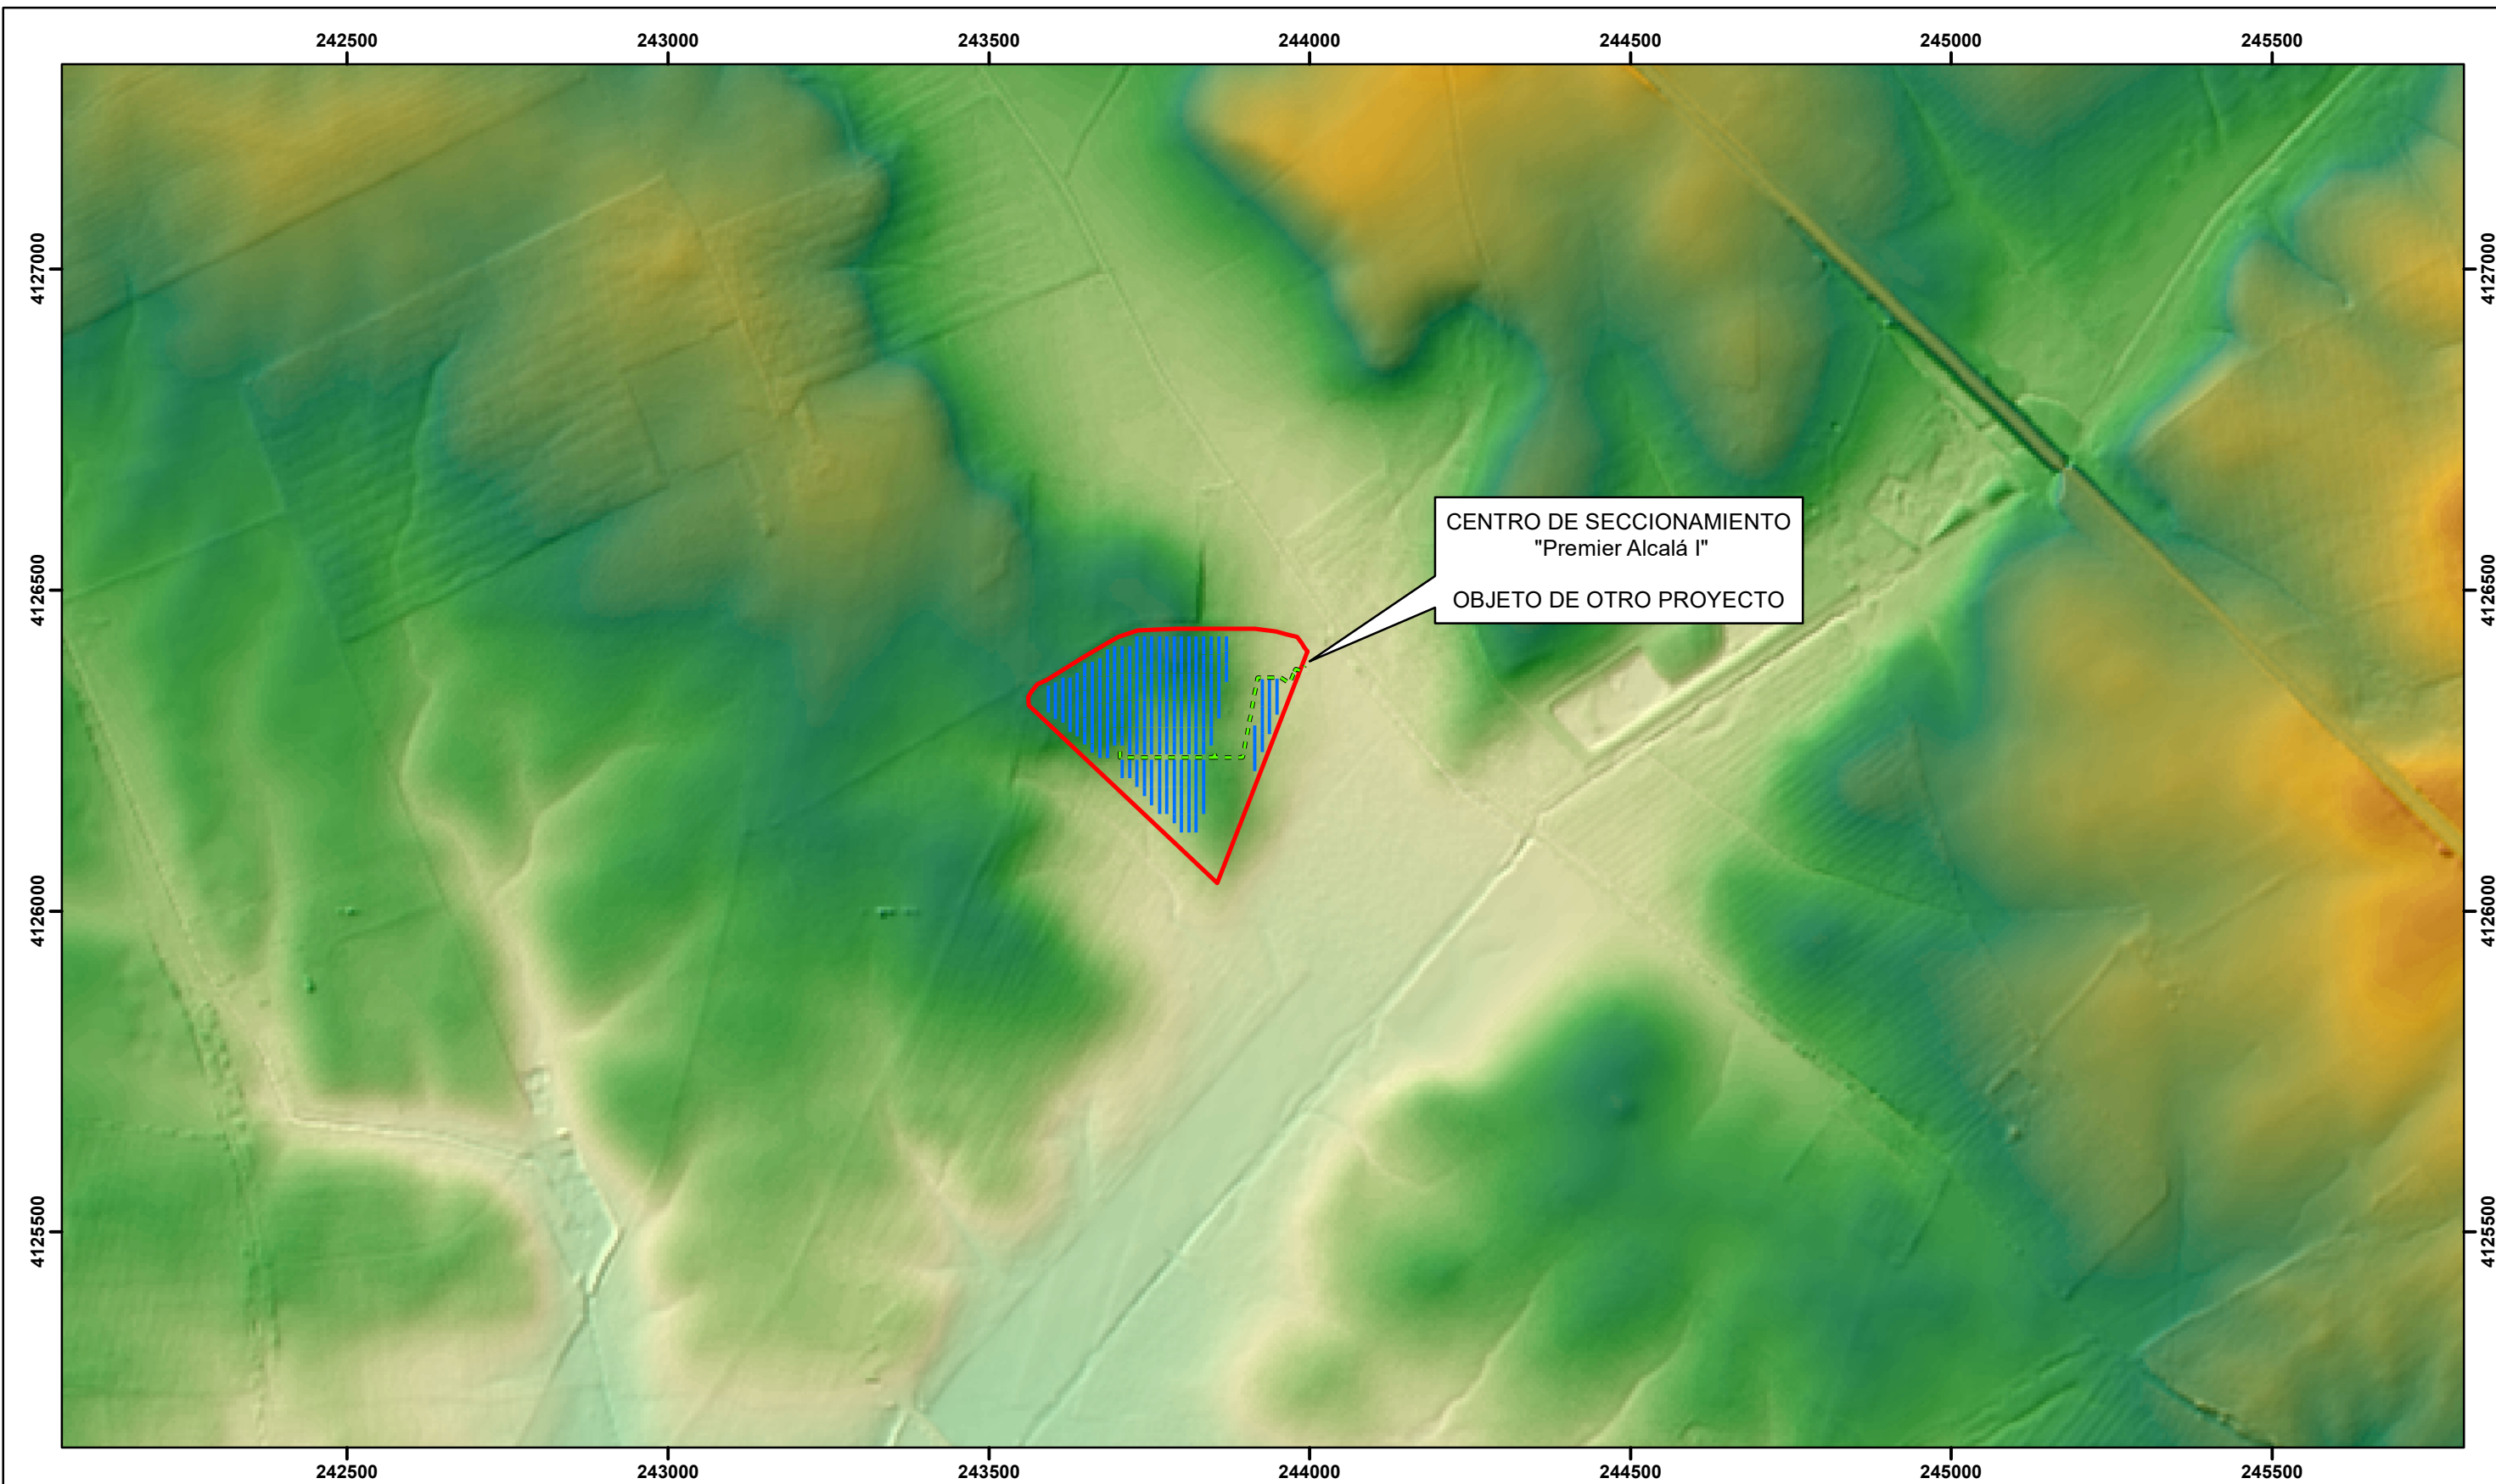 242500 243000 243500 244000 244500 245000 245500
4127000 4127000
CENTRO DE SECCIONAMIENTO
"Premier Alcalá I"
OBJETO DE OTRO PROYECTO
4126500 4126500
4126000 4126000
4125500 4125500
242500 243000 243500 244000 244500 245000 245500